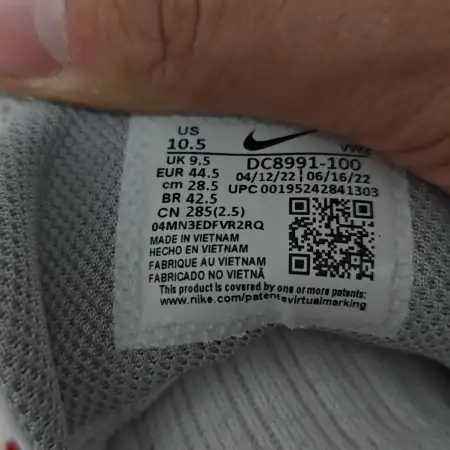 US
10.5
UK 9.5
EUR 44.5
cm 28.5
BR 42.5
CN 285(2.5)
DC8991-100
04/12/22 | 06/16/22
UPC 00195242841303
04MN3EDFVR2RQ
MADE IN VIETNAM
HECHO EN VIETNAM
FABRIQUE AU VIETNAM
FABRICADO NO VIETNÃ
This product is covered by one or more patents:
www.nike.com/patentsvirtualmarking